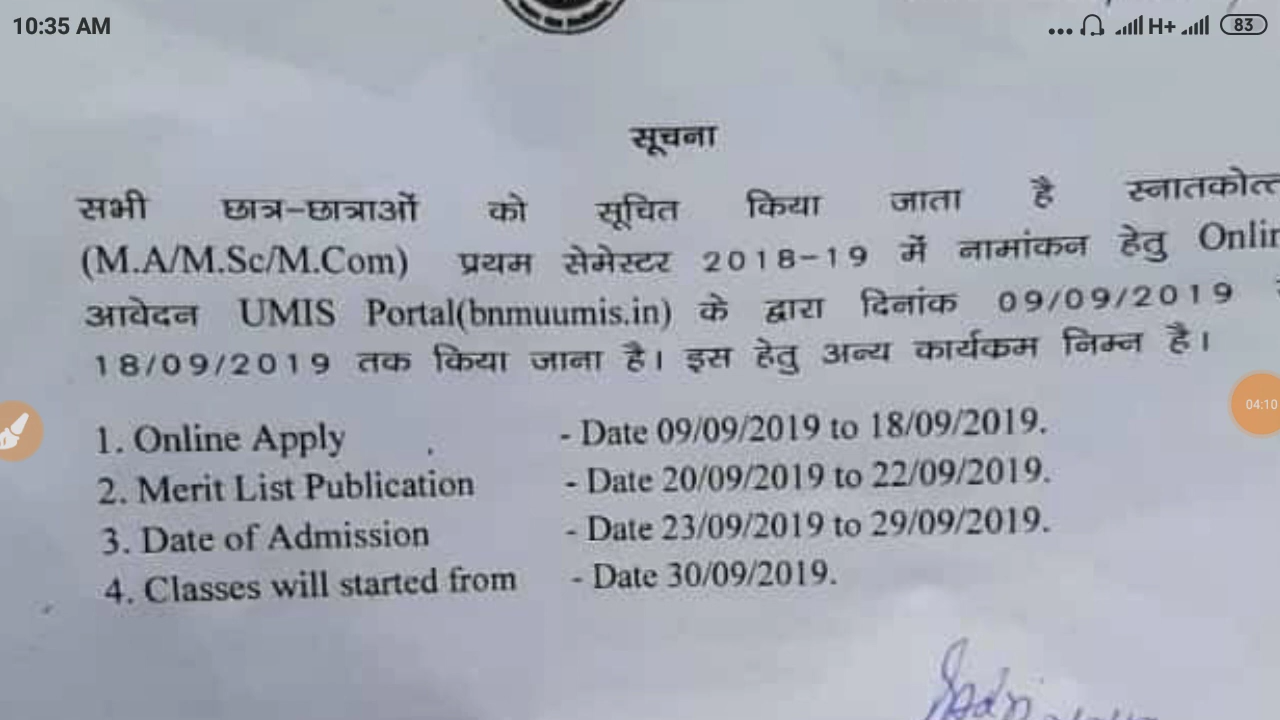 10:35 AM
H+
83
सूचना
सभी छात्र-छात्राओं को सूचित किया जाता है
(M.A/M.Sc/M.Com) प्रथम सेमेस्टर 2018-19 में नामांकन हेतु
आवेदन UMIS Portal(bnmuumis.in) के द्वारा दिनांक 09/09/2019
18/09/2019 तक किया जाना है। इस हेतु अन्य कार्यकम निम्न है।
1. Online Apply - Date 09/09/2019 to 18/09/2019.
04:10
2. Merit List Publication - Date 20/09/2019 to 22/09/2019.
3. Date of Admission - Date 23/09/2019 to 29/09/2019.
4. Classes will started from - Date 30/09/2019.